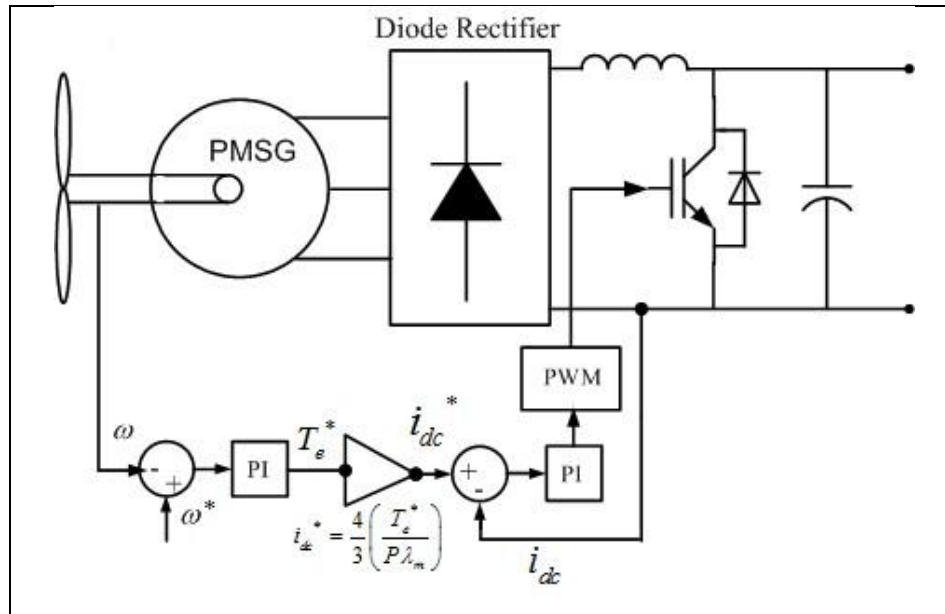 Diode Rectifier
PMSG
PWM
ω
-
+
ω*
PI
T_e*
i_dc*
+
-
PI
i_dc* = 4/3 (T_e* / Pλ_m)
i_dc